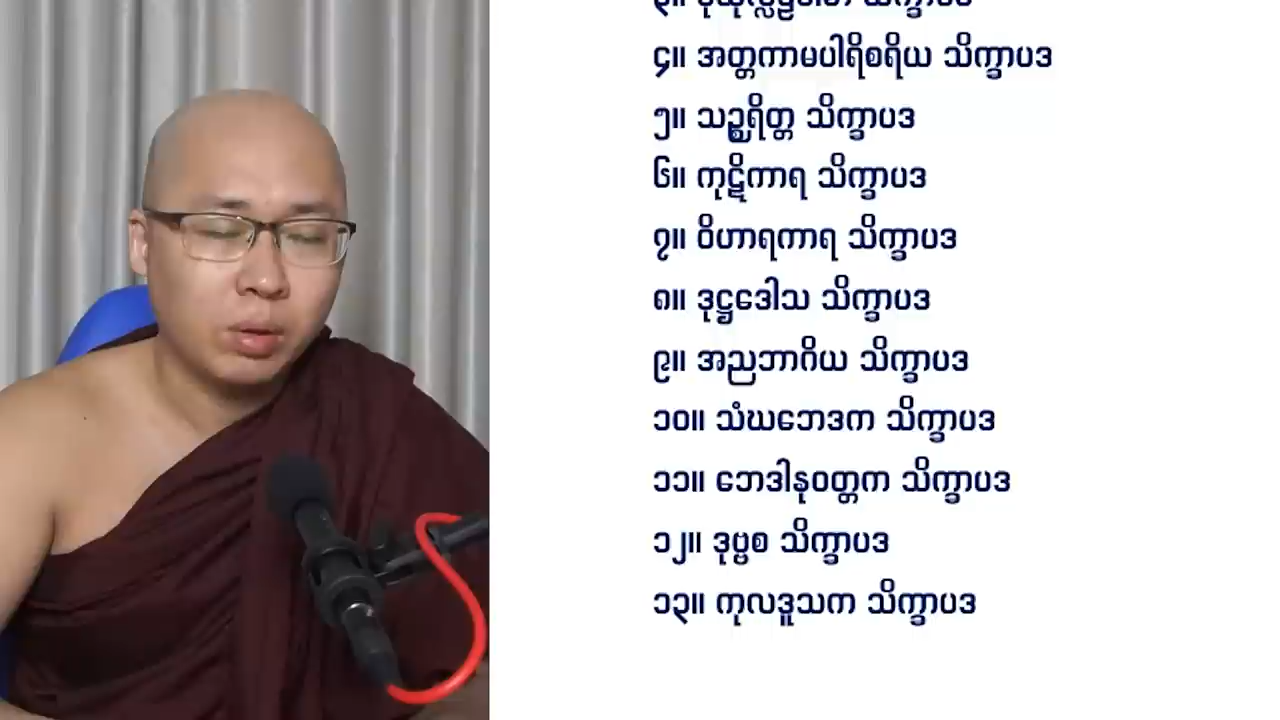 ၄။ အတ္တကာမပါရိစရိယ သိက္ခာပဒ
၅။ သဉ္စရိတ္တ သိက္ခာပဒ
၆။ ကုဋိကာရ သိက္ခာပဒ
၇။ ဝိဟာရကာရ သိက္ခာပဒ
၈။ ဒုဋ္ဌဒေါသ သိက္ခာပဒ
၉။ အညဘာဂိယ သိက္ခာပဒ
၁၀။ သံဃဘေဒက သိက္ခာပဒ
၁၁။ ဘေဒါနုဝတ္တက သိက္ခာပဒ
၁၂။ ဒုဗ္ဗစ သိက္ခာပဒ
၁၃။ ကုလဒူသက သိက္ခာပဒ